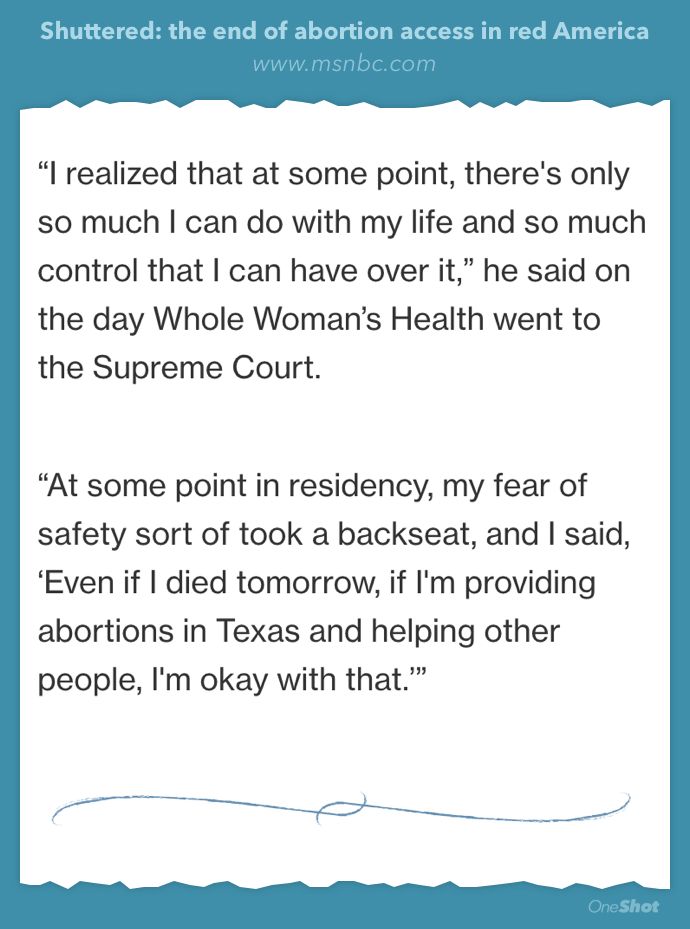 Shuttered: the end of abortion access in red America
www.msnbc.com
“I realized that at some point, there's only
so much I can do with my life and so much
control that I can have over it,” he said on
the day Whole Woman’s Health went to
the Supreme Court.
“At some point in residency, my fear of
safety sort of took a backseat, and I said,
‘Even if I died tomorrow, if I'm providing
abortions in Texas and helping other
people, I'm okay with that.’”
OneShot